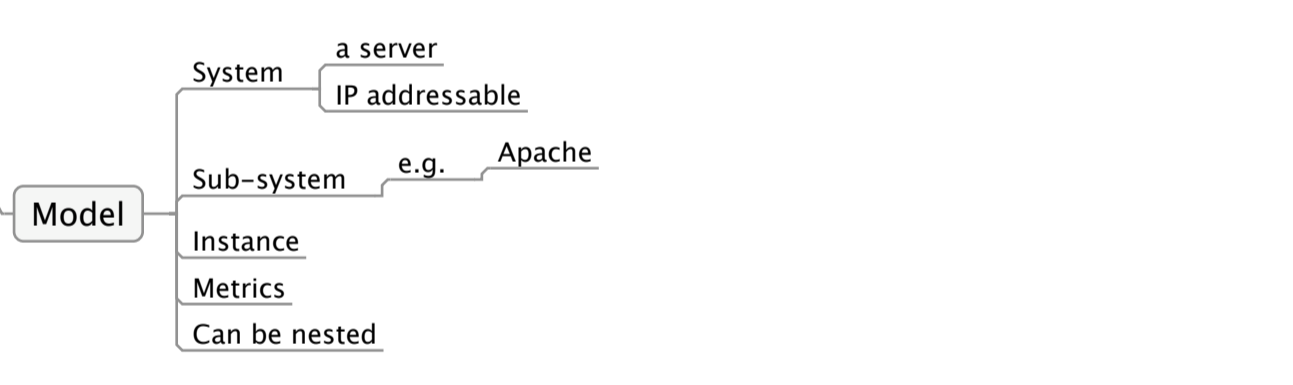 Model
System
a server
IP addressable
Sub-system
e.g.
Apache
Instance
Metrics
Can be nested